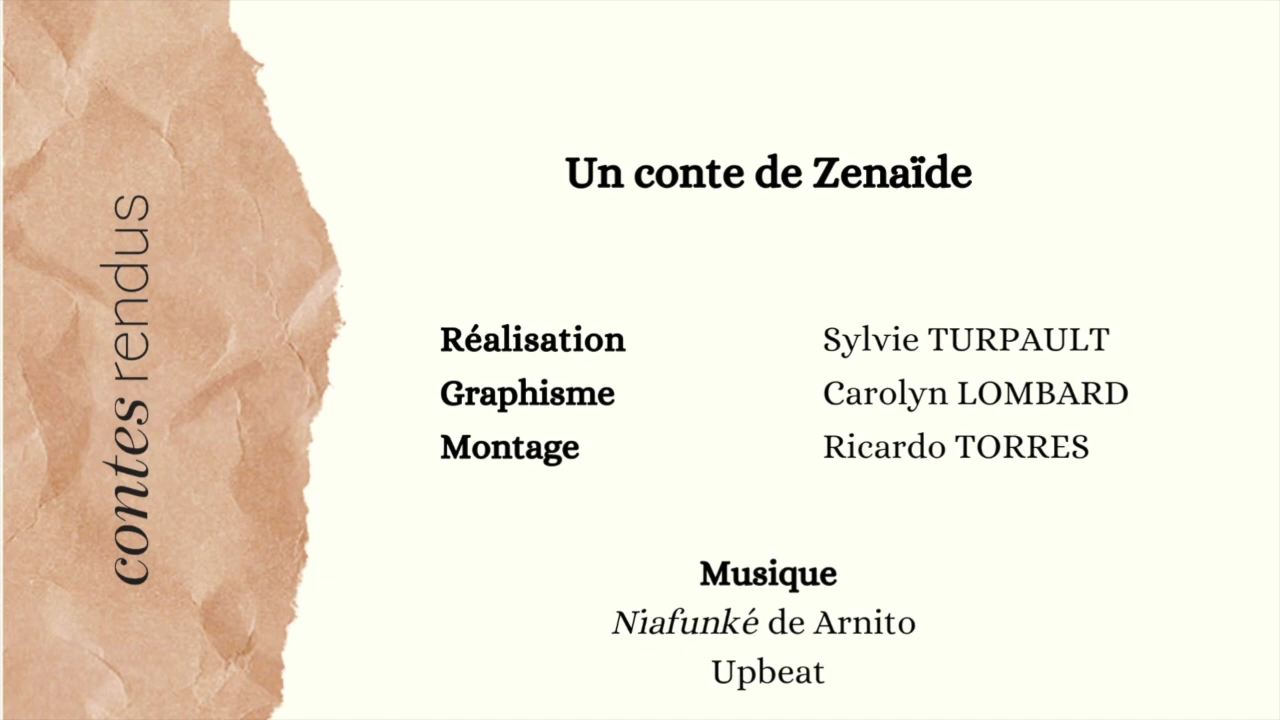 contes rendus
Un conte de Zenaïde
Réalisation Sylvie TURPAULT
Graphisme Carolyn LOMBARD
Montage Ricardo TORRES
Musique
Niafunké de Arnito
Upbeat